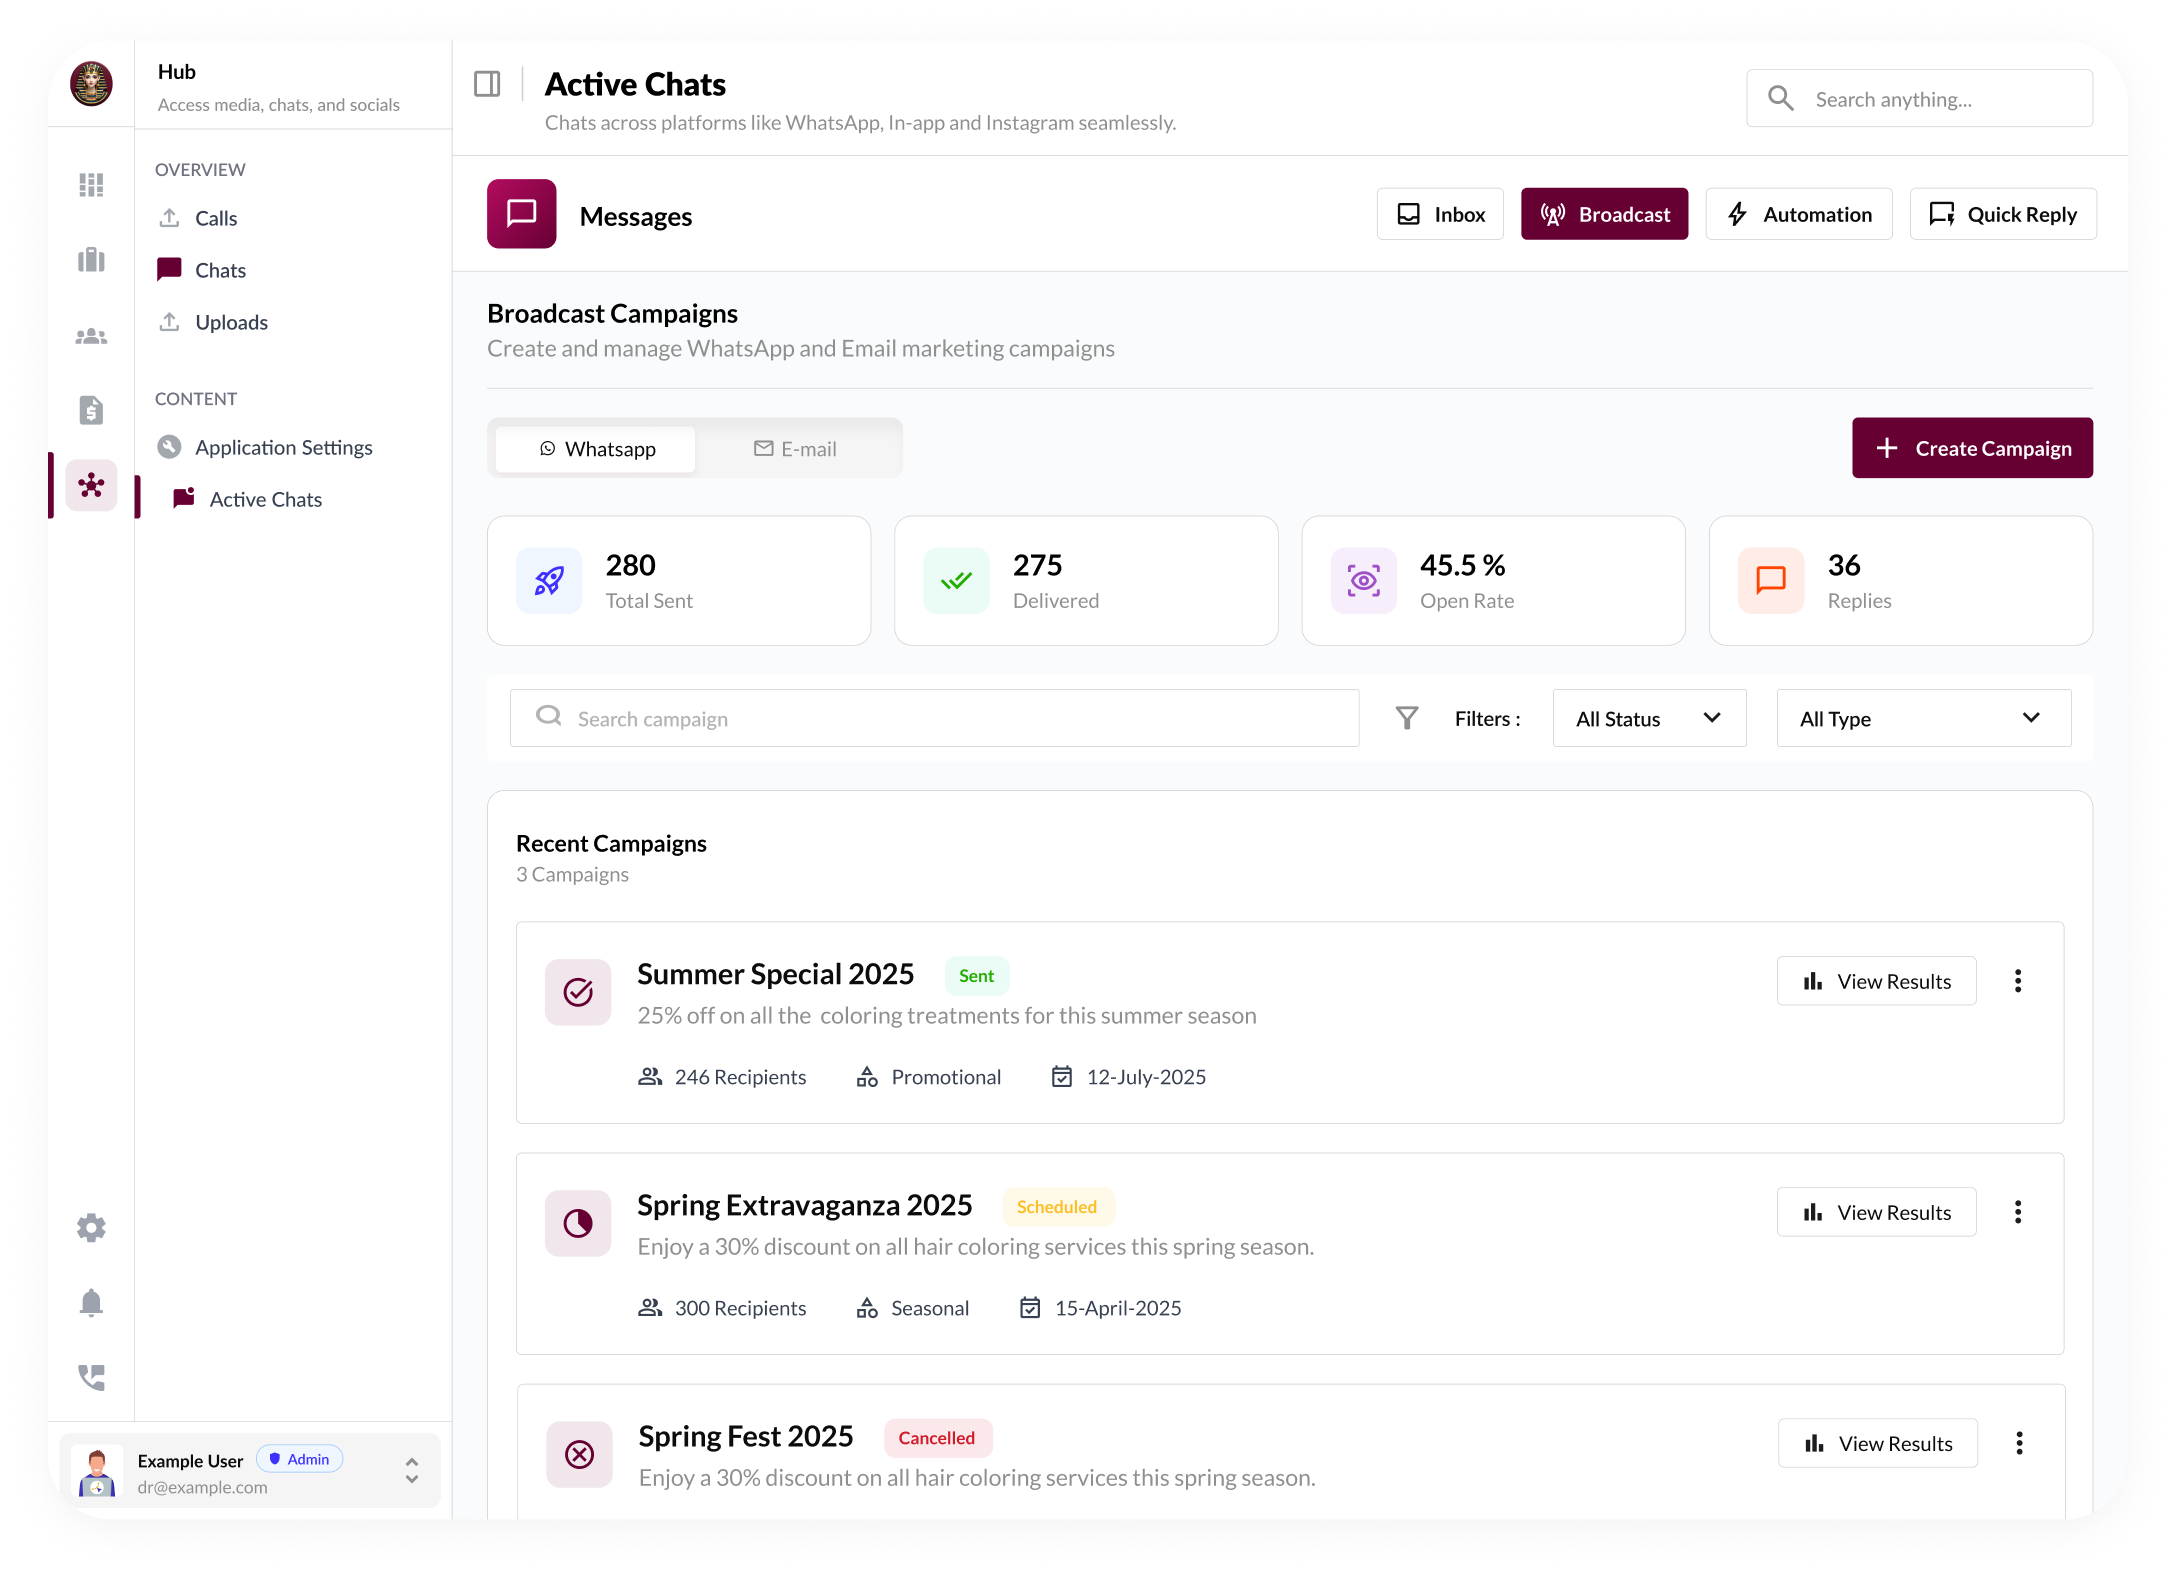 Hub
Access media, chats, and socials
OVERVIEW
Calls
Chats
Uploads
CONTENT
Application Settings
Active Chats
Example User
Admin
dr@example.com
Active Chats
Chats across platforms like WhatsApp, In-app and Instagram seamlessly.
Search anything...
Messages
Inbox
Broadcast
Automation
Quick Reply
Broadcast Campaigns
Create and manage WhatsApp and Email marketing campaigns
Whatsapp
E-mail
Create Campaign
280
Total Sent
275
Delivered
45.5 %
Open Rate
36
Replies
Search campaign
Filters :
All Status
All Type
Recent Campaigns
3 Campaigns
Summer Special 2025
Sent
View Results
25% off on all the  coloring treatments for this summer season
246 Recipients
Promotional
12-July-2025
Spring Extravaganza 2025
Scheduled
View Results
Enjoy a 30% discount on all hair coloring services this spring season.
300 Recipients
Seasonal
15-April-2025
Spring Fest 2025
Cancelled
View Results
Enjoy a 30% discount on all hair coloring services this spring season.